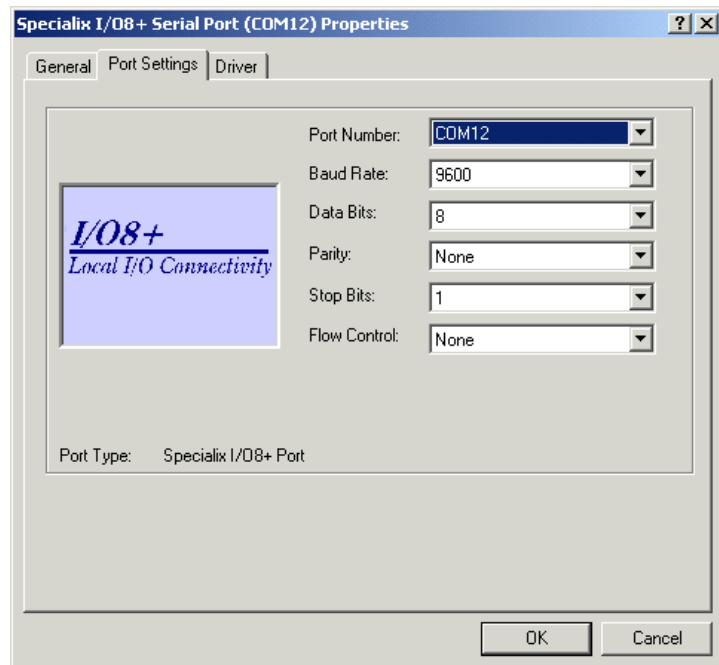 Specialix I/O8+ Serial Port (COM12) Properties
General Port Settings Driver
Port Number: COM12
Baud Rate: 9600
Data Bits: 8
Parity: None
Stop Bits: 1
Flow Control: None
I/O8+
Local I/O Connectivity
Port Type: Specialix I/O8+ Port
OK Cancel